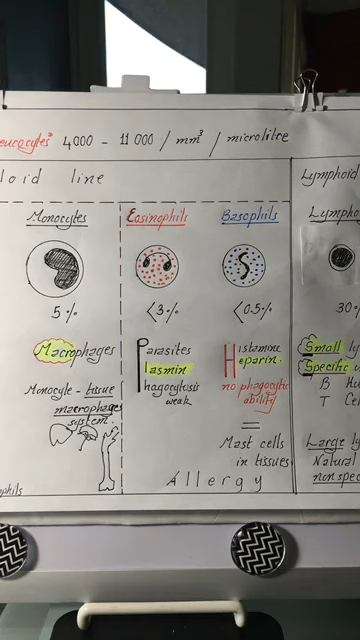 eucocytes 4000 - 11 000 / mm³ / microlitre
loid line
Lymphoid
Monocytes
5 %
Macrophages
Monocyte - tissue
macrophage
system
Eosinophils
<3 %
Parasites
Plasmin
Phagocytosis
weak
Basophils
<0.5 %
Histamine
Heparin
no phagocytic
ability
=
Mast cells
in tissues
Allergy
30%
Small
Specific
B
T Cel
Large ly
Natural
non spec
phils